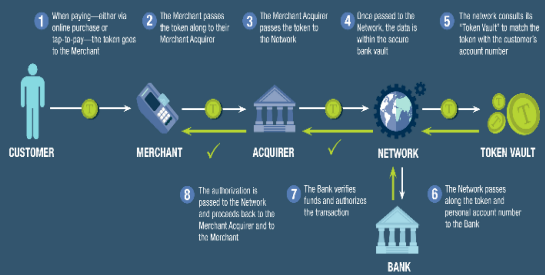 1 When paying—either via
online purchase or
tap-to-pay—the token goes
to the Merchant
2 The Merchant passes
the token along to their
Merchant Acquirer
3 The Merchant Acquirer
passes the token to
the Network
4 Once passed to the
Network, the data is
within the secure
bank vault
5 The network consults its
"Token Vault" to match the
token with the customer's
account number
T
T
T
T
T
CUSTOMER
MERCHANT
ACQUIRER
NETWORK
TOKEN VAULT
8 The authorization is
passed to the Network
and proceeds back to the
Merchant Acquirer and to
the Merchant
7 The Bank verifies
funds and authorizes
the transaction
6 The Network passes
along the token and
personal account number
to the Bank
BANK